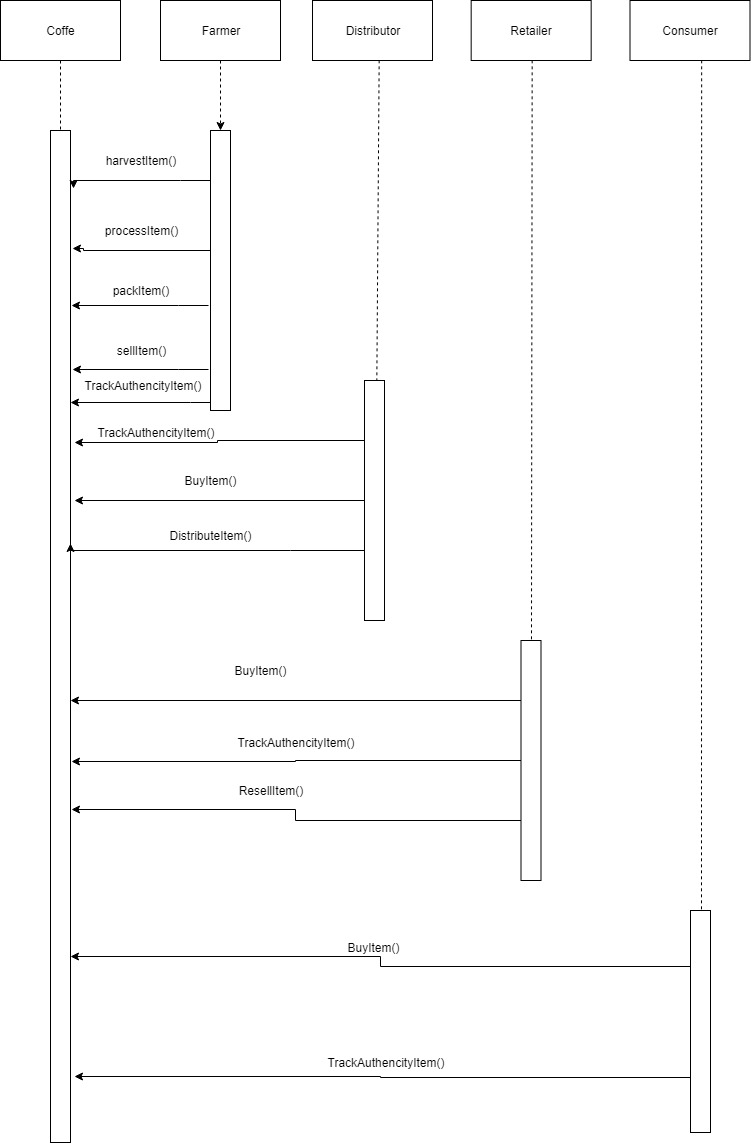 Coffe
Farmer
Distributor
Retailer
Consumer
harvestItem()
processItem()
packItem()
sellItem()
TrackAuthencityItem()
TrackAuthencityItem()
BuyItem()
DistributeItem()
BuyItem()
TrackAuthencityItem()
ResellItem()
BuyItem()
TrackAuthencityItem()